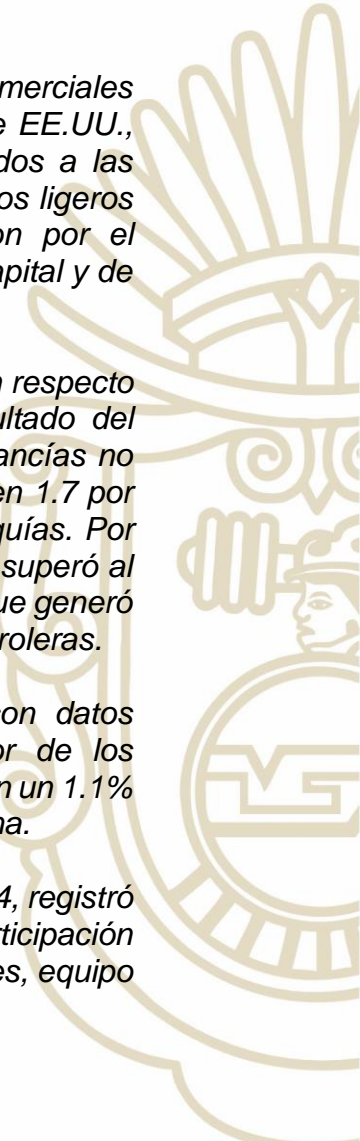 merciales
e EE.UU.,
dos a las
os ligeros
on por el
apital y de
respecto
ultado del
ancías no
en 1.7 por
quías. Por
superó al
ue generó
roleras.
con datos
or de los
n un 1.1%
na.
4, registró
rticipación
es, equipo